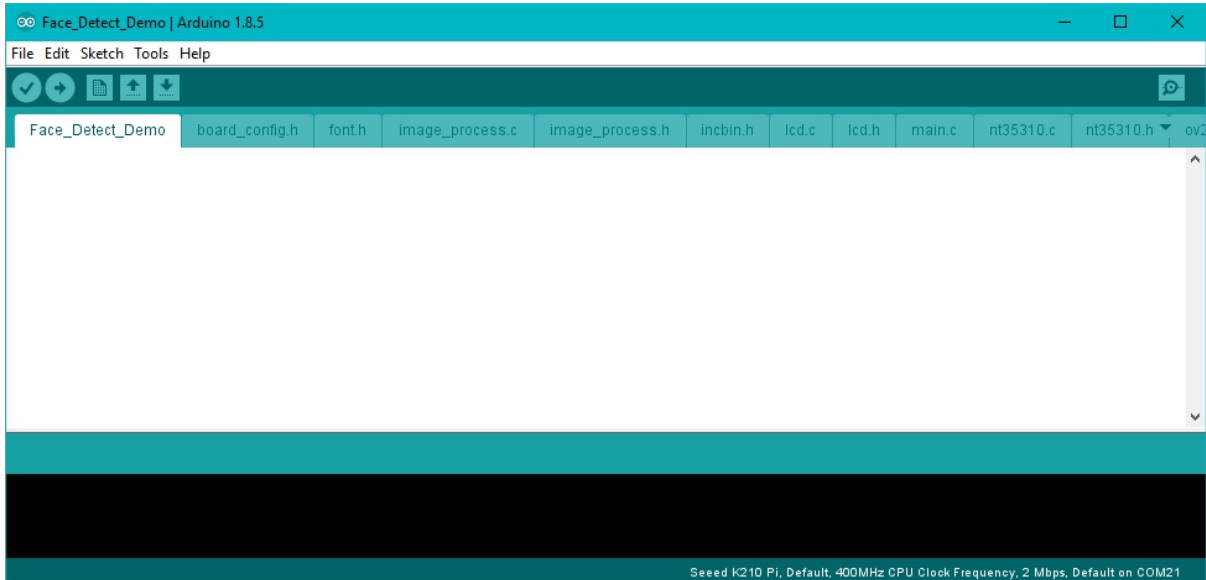 Face_Detect_Demo | Arduino 1.8.5
File Edit Sketch Tools Help
Face_Detect_Demo board_config.h font.h image_process.c image_process.h incbin.h lcd.c lcd.h main.c nt35310.c nt35310.h ov2
Seeed K210 Pi, Default, 400MHz CPU Clock Frequency, 2 Mbps, Default on COM21